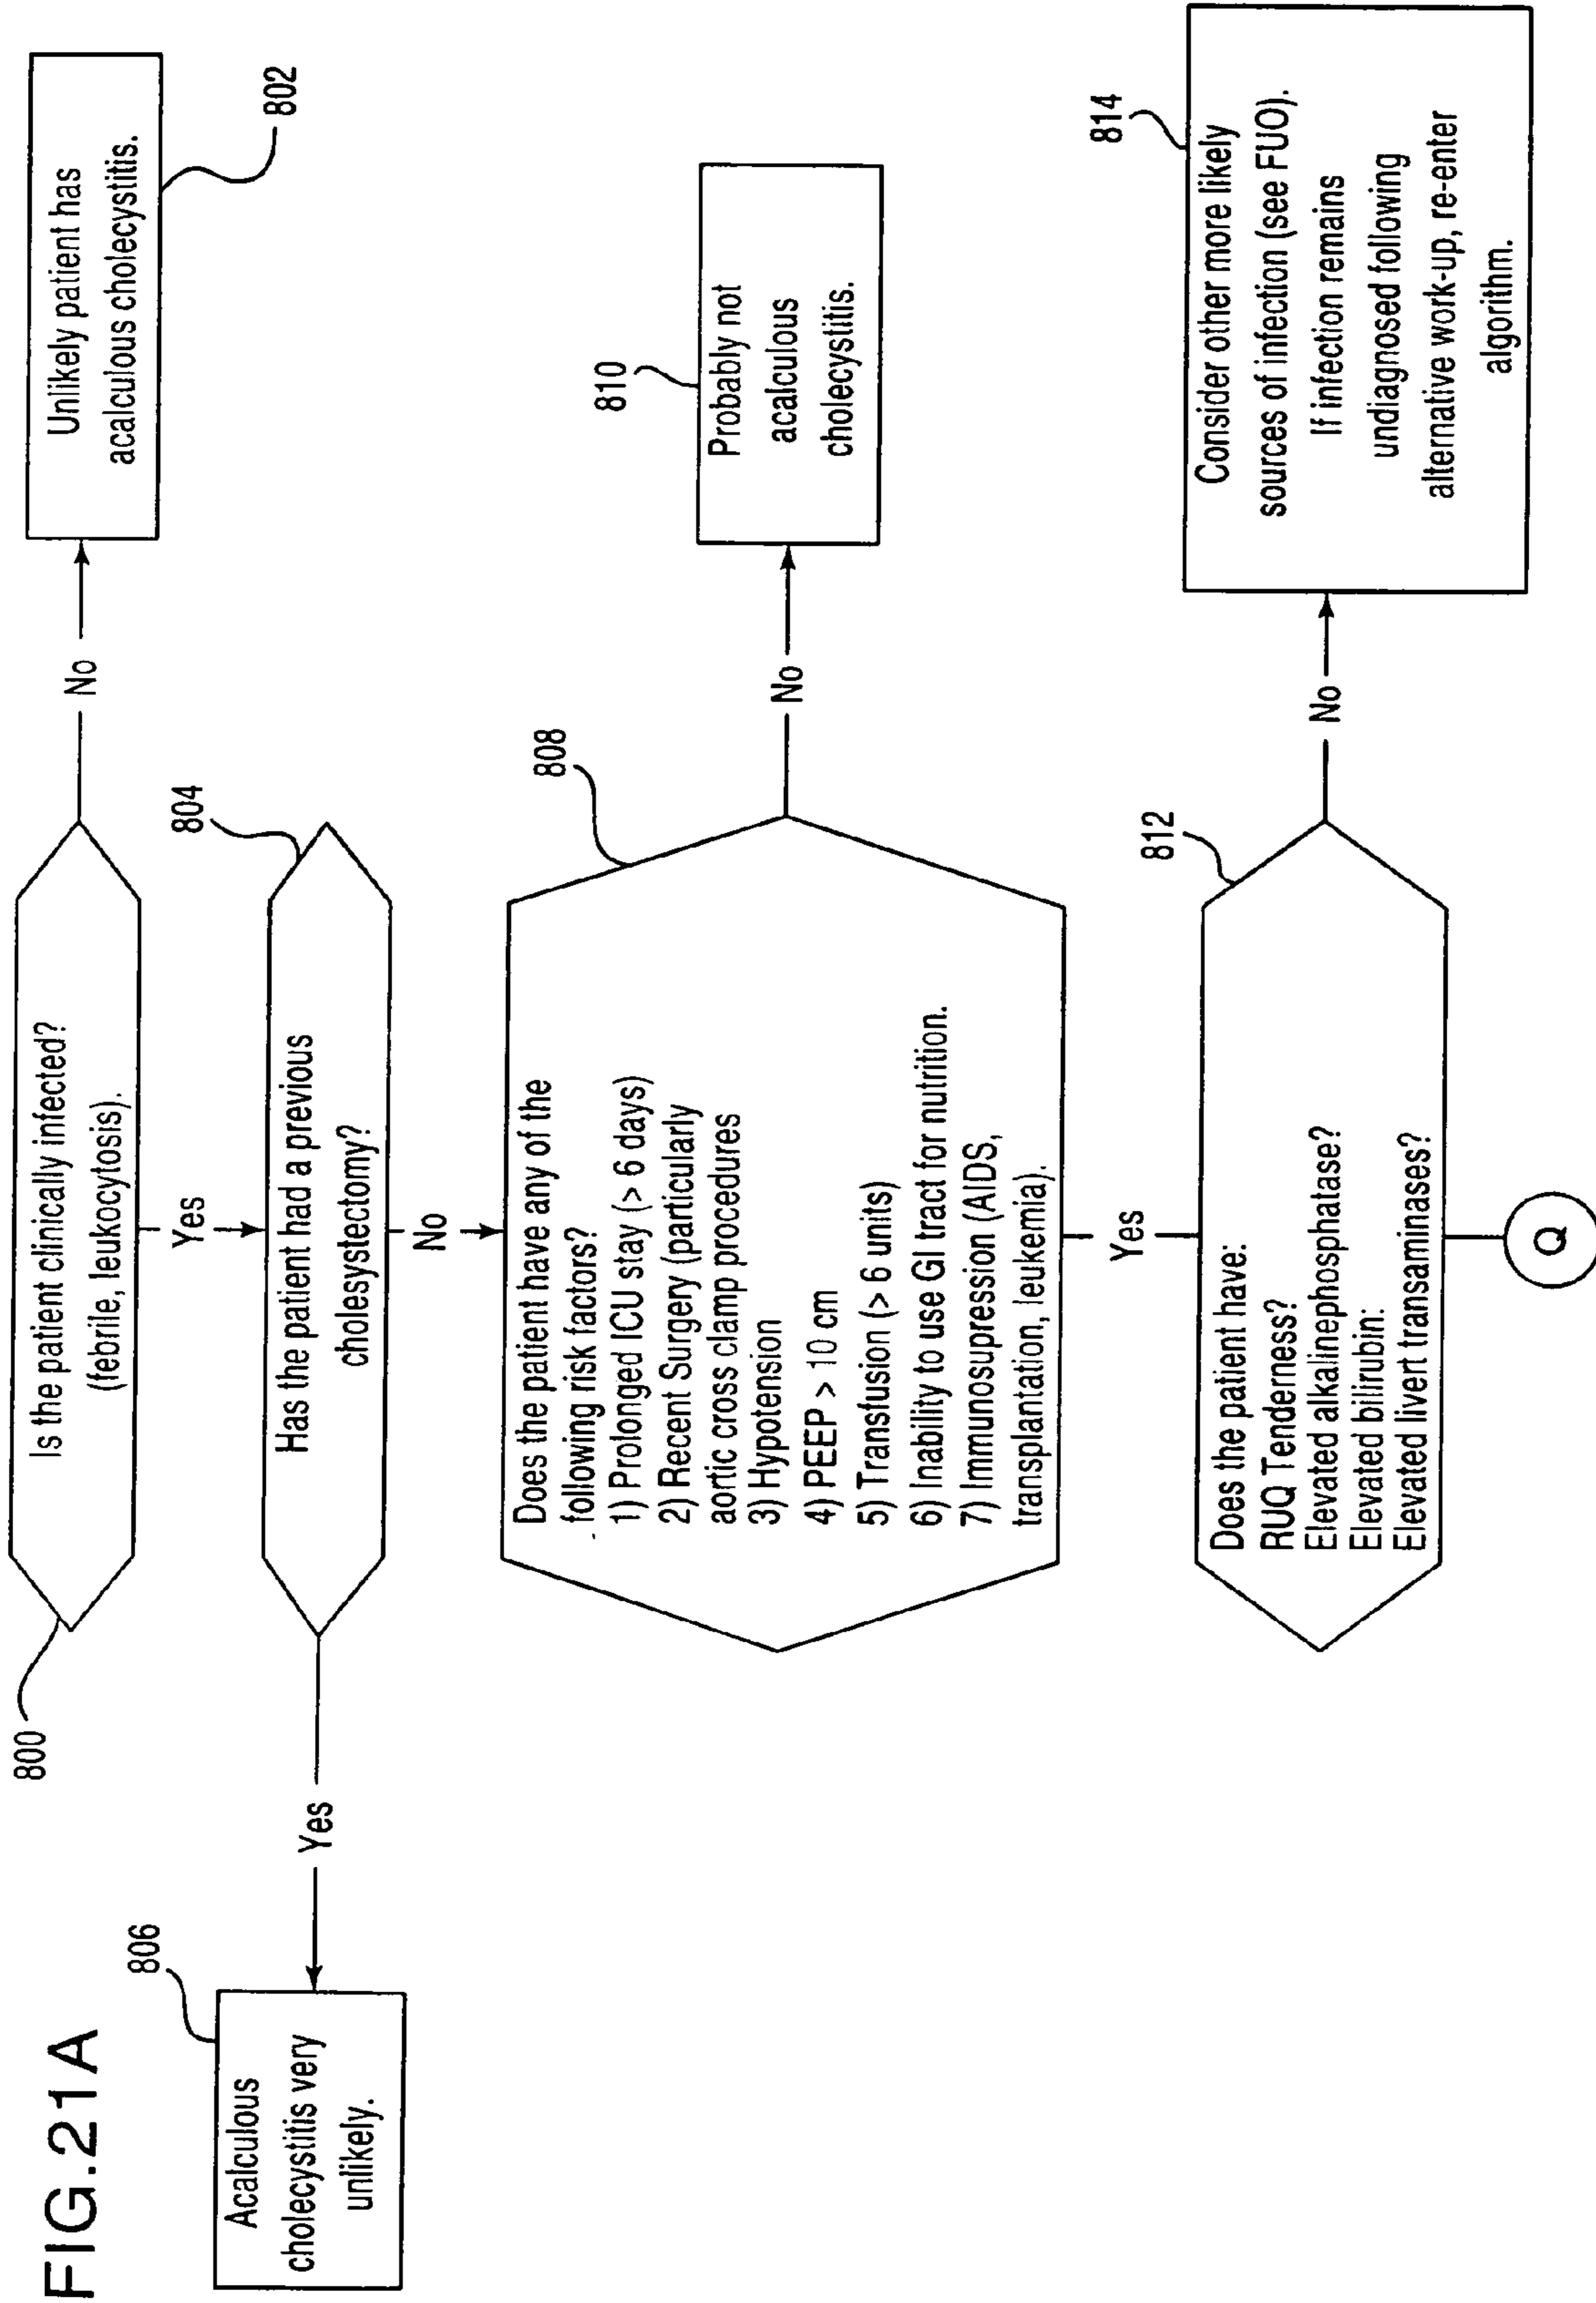 FIG.21A
800
Is the patient clinically infected?
(febrile, leukocytosis).
No
Unlikely patient has
acalculous cholecystitis.
802
Yes
804
Has the patient had a previous
cholesystectomy?
Yes
806
Acalculous
cholecystitis very
unlikely.
No
808
Does the patient have any of the
following risk factors?
1) Prolonged ICU stay (> 6 days)
2) Recent Surgery (particularly
aortic cross clamp procedures
3) Hypotension
4) PEEP > 10 cm
5) Transfusion (> 6 units)
6) Inability to use GI tract for nutrition.
7) Immunosupression (AIDS,
transplantation, leukemia).
No
810
Probably not
acalculous
cholecystitis.
Yes
812
Does the patient have:
RUQ Tenderness?
Elevated alkalinephosphatase?
Elevated bilirubin:
Elevated livert transaminases?
No
814
Consider other more likely
sources of infection (see FUO).
If infection remains
undiagnosed following
alternative work-up, re-enter
algorithm.
Q